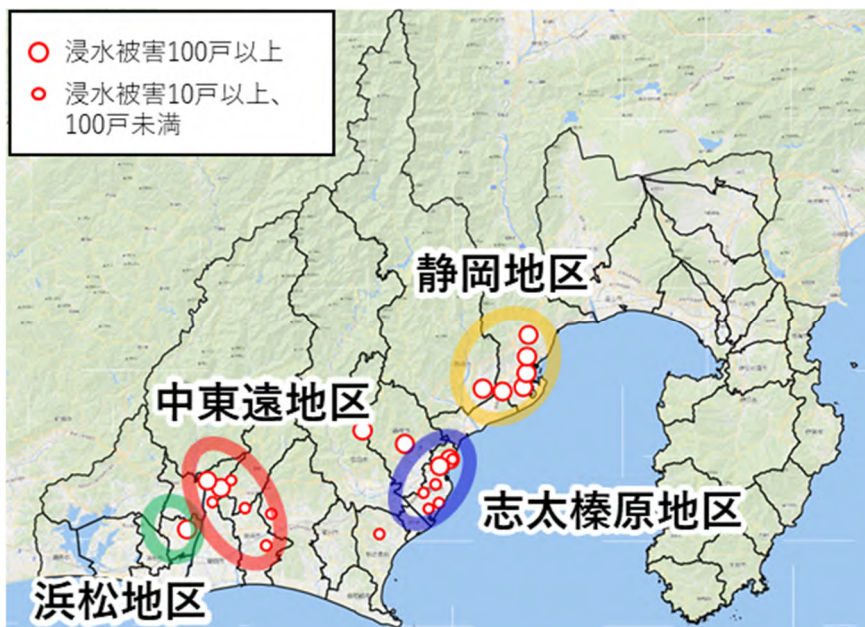 浸水被害100戸以上
浸水被害10戸以上、
100戸未満
静岡地区
中東遠地区
志太榛原地区
浜松地区